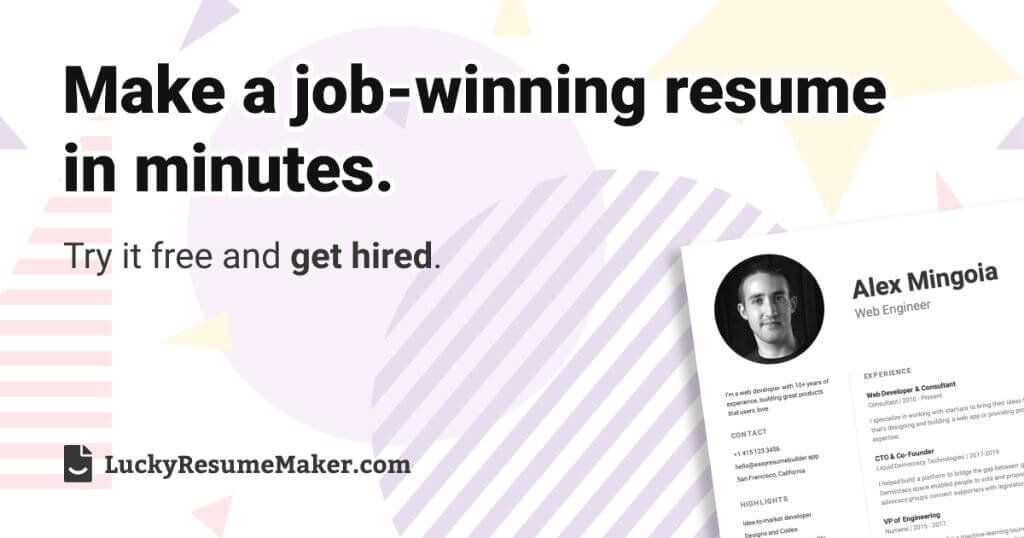 Make a job-winning resume
in minutes.
Try it free and get hired.
LuckyResumeMaker.com
Alex Mingoia
Web Engineer
I'm a web developer with 10+ years of
experience, building great products
that users love.
CONTACT
+1 415 123 3456
hello@easyresumebuilder.app
San Francisco, California
HIGHLIGHTS
Idea-to-market developer
Designs and Codes
EXPERIENCE
Web Developer & Consultant
Consultant | 2010 - Present
I specialize in working with startups to bring their ideas
that's designing and building a web app or providing
expertise.
CTO & Co-Founder
Liquid Democracy Technologies | 2017-2019
I helped build a platform to bridge the gap between
Democracy.space enabled people to vote and
advocacy groups connect supporters with
VP of Engineering
Numerai | 2015 - 2017